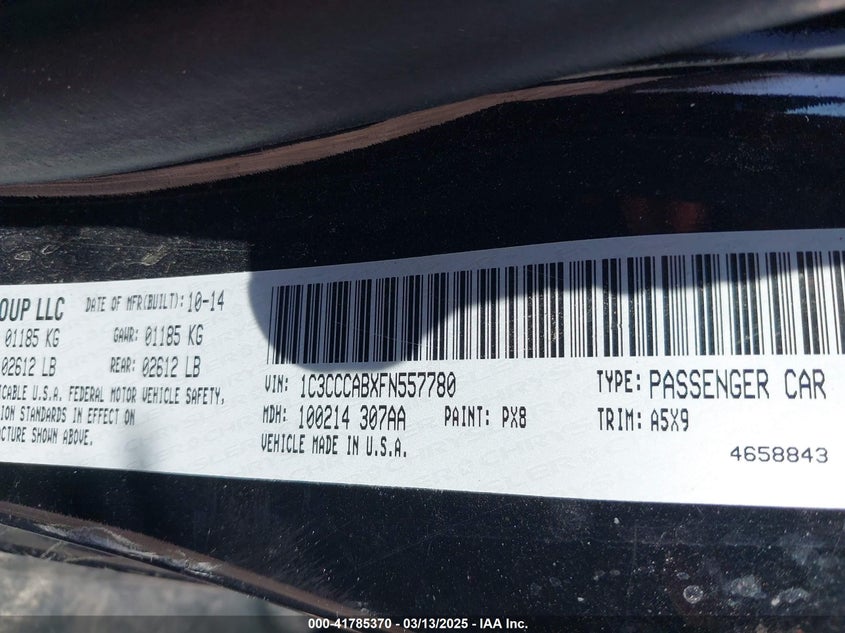 OUP LLC DATE OF MFR(BUILT): 10-14
01185 KG GAWR: 01185 KG
02612 LB REAR: 02612 LB
ICABLE U.S.A. FEDERAL MOTOR VEHICLE SAFETY,
ION STANDARDS IN EFFECT ON
CTURE SHOWN ABOVE.
VIN: 1C3CCCABXFN557780 TYPE: PASSENGER CAR
MDH: 100214 307AA PAINT: PX8 TRIM: A5X9
VEHICLE MADE IN U.S.A.
4658843
000-41785370 - 03/13/2025 - IAA Inc.